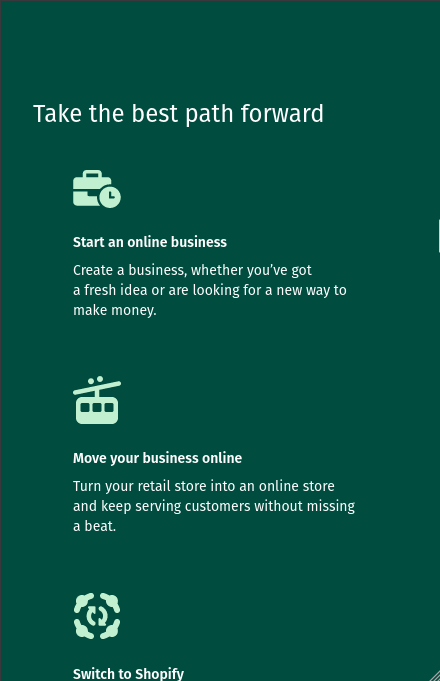 Take the best path forward
Start an online business
Create a business, whether you’ve got
a fresh idea or are looking for a new way to
make money.
Move your business online
Turn your retail store into an online store
and keep serving customers without missing
a beat.
Switch to Shopify